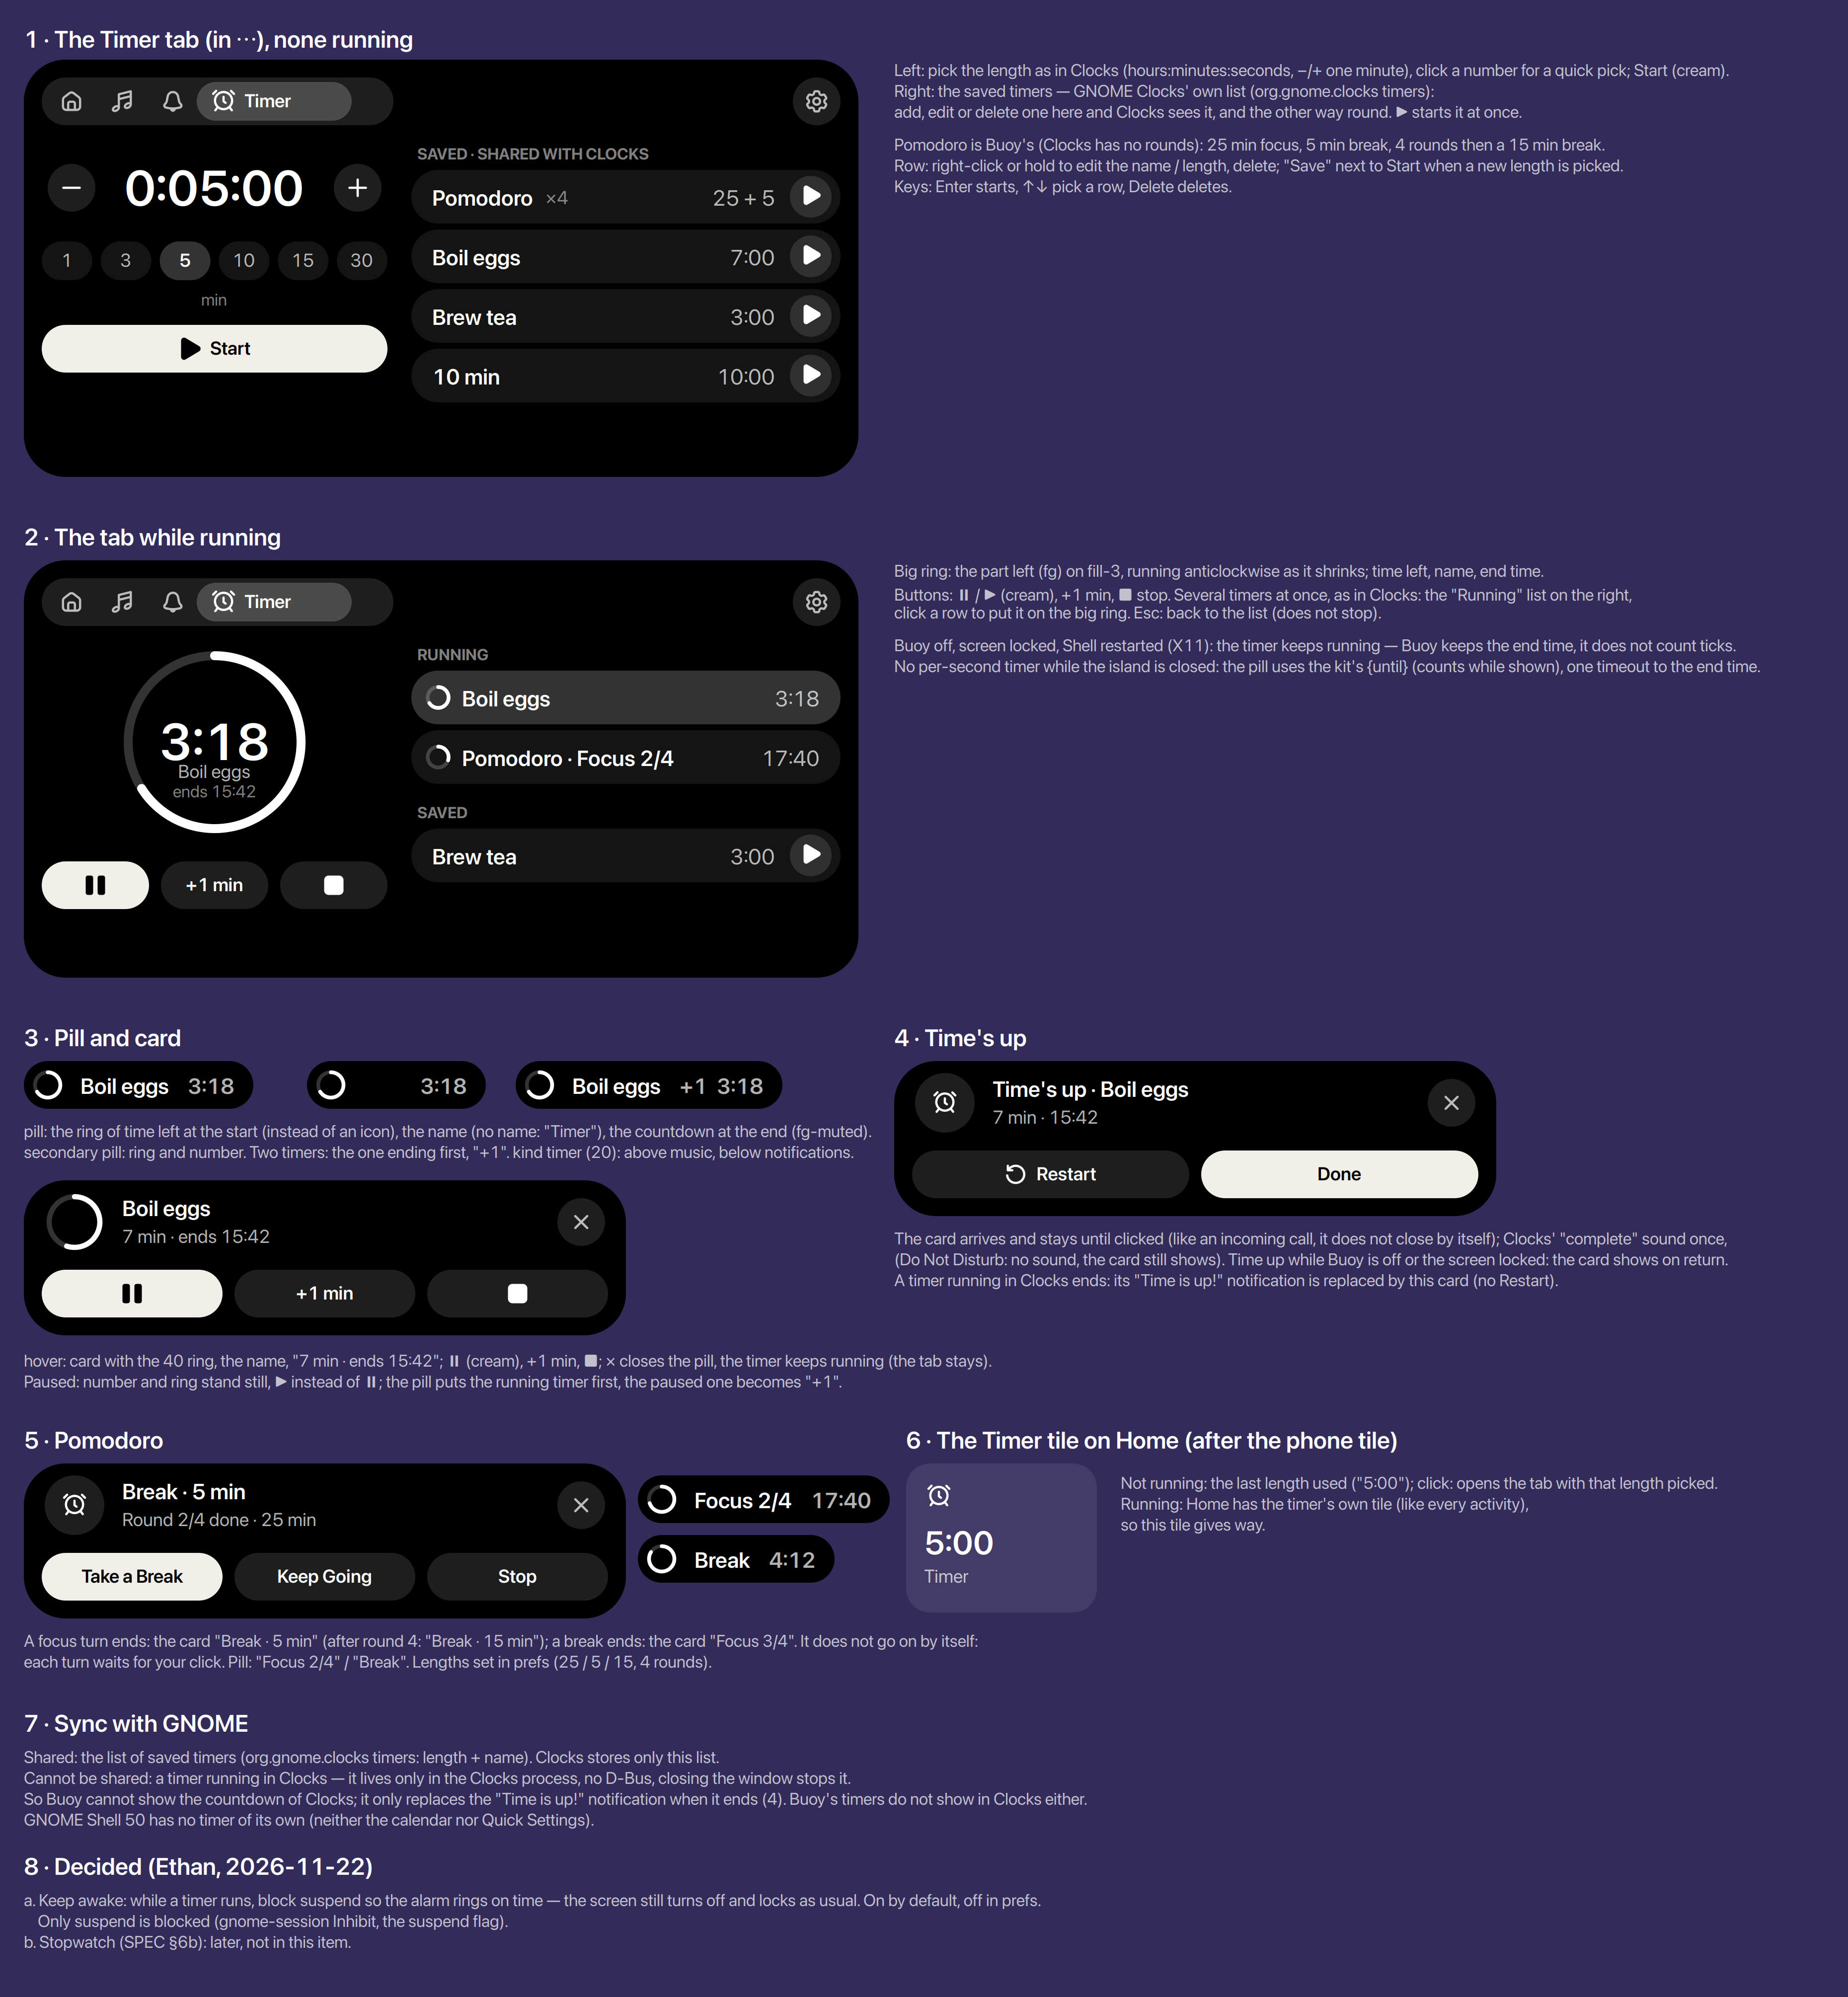 1 · The Timer tab (in ···), none running
Timer
0:05:00
1 3 5 10 15 30
min
Start
SAVED · SHARED WITH CLOCKS
Pomodoro ×4 25 + 5
Boil eggs 7:00
Brew tea 3:00
10 min 10:00
Left: pick the length as in Clocks (hours:minutes:seconds, −/+ one minute), click a number for a quick pick; Start (cream).
Right: the saved timers — GNOME Clocks' own list (org.gnome.clocks timers):
add, edit or delete one here and Clocks sees it, and the other way round. ▶ starts it at once.
Pomodoro is Buoy's (Clocks has no rounds): 25 min focus, 5 min break, 4 rounds then a 15 min break.
Row: right-click or hold to edit the name / length, delete; "Save" next to Start when a new length is picked.
Keys: Enter starts, ↑↓ pick a row, Delete deletes.
2 · The tab while running
Timer
3:18
Boil eggs
ends 15:42
+1 min
RUNNING
Boil eggs 3:18
Pomodoro · Focus 2/4 17:40
SAVED
Brew tea 3:00
Big ring: the part left (fg) on fill-3, running anticlockwise as it shrinks; time left, name, end time.
Buttons: ⏸ / ▶ (cream), +1 min, ⏹ stop. Several timers at once, as in Clocks: the "Running" list on the right,
click a row to put it on the big ring. Esc: back to the list (does not stop).
Buoy off, screen locked, Shell restarted (X11): the timer keeps running — Buoy keeps the end time, it does not count ticks.
No per-second timer while the island is closed: the pill uses the kit's {until} (counts while shown), one timeout to the end time.
3 · Pill and card
Boil eggs 3:18
3:18
Boil eggs +1 3:18
pill: the ring of time left at the start (instead of an icon), the name (no name: "Timer"), the countdown at the end (fg-muted).
secondary pill: ring and number. Two timers: the one ending first, "+1". kind timer (20): above music, below notifications.
Boil eggs
7 min · ends 15:42
+1 min
hover: card with the 40 ring, the name, "7 min · ends 15:42"; ⏸ (cream), +1 min, ⏹; × closes the pill, the timer keeps running (the tab stays).
Paused: number and ring stand still, ▶ instead of ⏸; the pill puts the running timer first, the paused one becomes "+1".
4 · Time's up
Time's up · Boil eggs
7 min · 15:42
Restart
Done
The card arrives and stays until clicked (like an incoming call, it does not close by itself); Clocks' "complete" sound once,
(Do Not Disturb: no sound, the card still shows). Time up while Buoy is off or the screen locked: the card shows on return.
A timer running in Clocks ends: its "Time is up!" notification is replaced by this card (no Restart).
5 · Pomodoro
Break · 5 min
Round 2/4 done · 25 min
Take a Break
Keep Going
Stop
Focus 2/4 17:40
Break 4:12
A focus turn ends: the card "Break · 5 min" (after round 4: "Break · 15 min"); a break ends: the card "Focus 3/4". It does not go on by itself:
each turn waits for your click. Pill: "Focus 2/4" / "Break". Lengths set in prefs (25 / 5 / 15, 4 rounds).
6 · The Timer tile on Home (after the phone tile)
5:00
Timer
Not running: the last length used ("5:00"); click: opens the tab with that length picked.
Running: Home has the timer's own tile (like every activity),
so this tile gives way.
7 · Sync with GNOME
Shared: the list of saved timers (org.gnome.clocks timers: length + name). Clocks stores only this list.
Cannot be shared: a timer running in Clocks — it lives only in the Clocks process, no D-Bus, closing the window stops it.
So Buoy cannot show the countdown of Clocks; it only replaces the "Time is up!" notification when it ends (4). Buoy's timers do not show in Clocks either.
GNOME Shell 50 has no timer of its own (neither the calendar nor Quick Settings).
8 · Decided (Ethan, 2026-11-22)
a. Keep awake: while a timer runs, block suspend so the alarm rings on time — the screen still turns off and locks as usual. On by default, off in prefs.
Only suspend is blocked (gnome-session Inhibit, the suspend flag).
b. Stopwatch (SPEC §6b): later, not in this item.